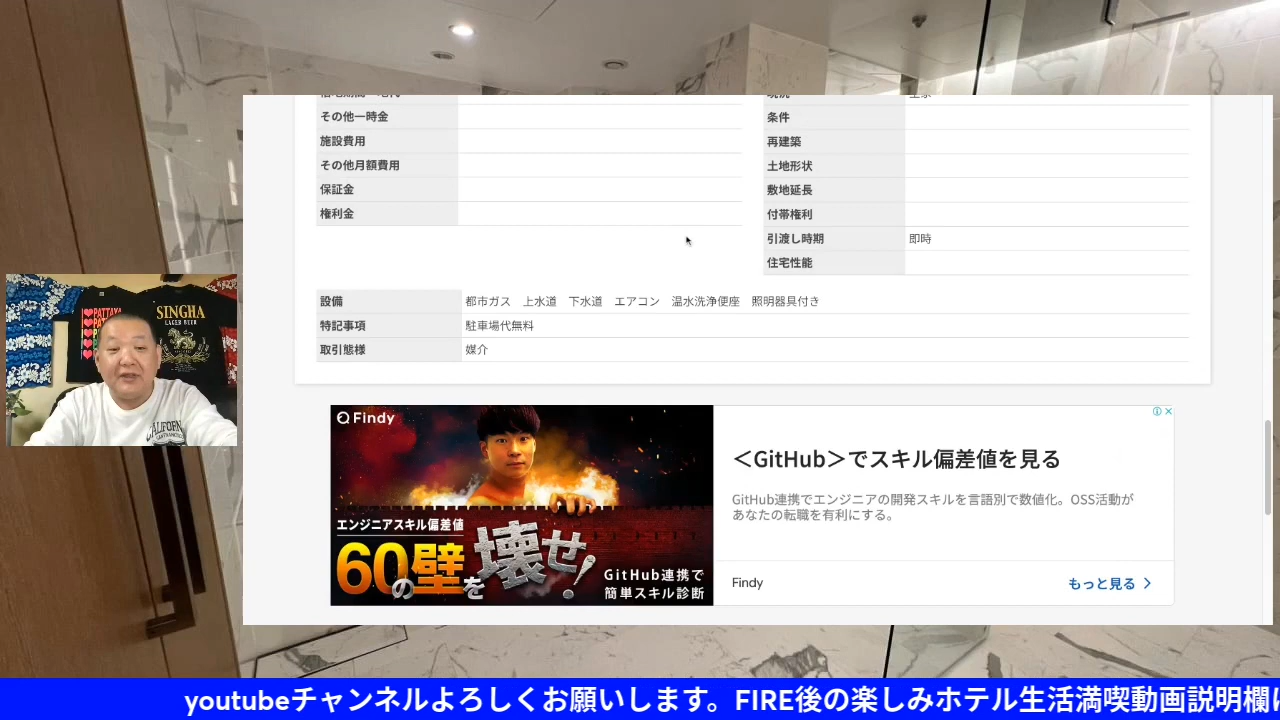 その他一時金
施設費用
その他月額費用
保証金
権利金
条件
再建築
土地形状
敷地延長
付帯権利
引渡し時期 即時
住宅性能
設備 都市ガス 上水道 下水道 エアコン 温水洗浄便座 照明器具付き
特記事項 駐車場代無料
取引態様 媒介
PATTAYA
SINGHA
LAGER BEER
Findy
エンジニアスキル偏差値
60の壁を壊せ!
GitHub連携で
簡単スキル診断
＜GitHub＞でスキル偏差値を見る
GitHub連携でエンジニアの開発スキルを言語別で数値化。OSS活動が
あなたの転職を有利にする。
Findy
もっと見る
youtubeチャンネルよろしくお願いします。FIRE後の楽しみホテル生活満喫動画説明欄に